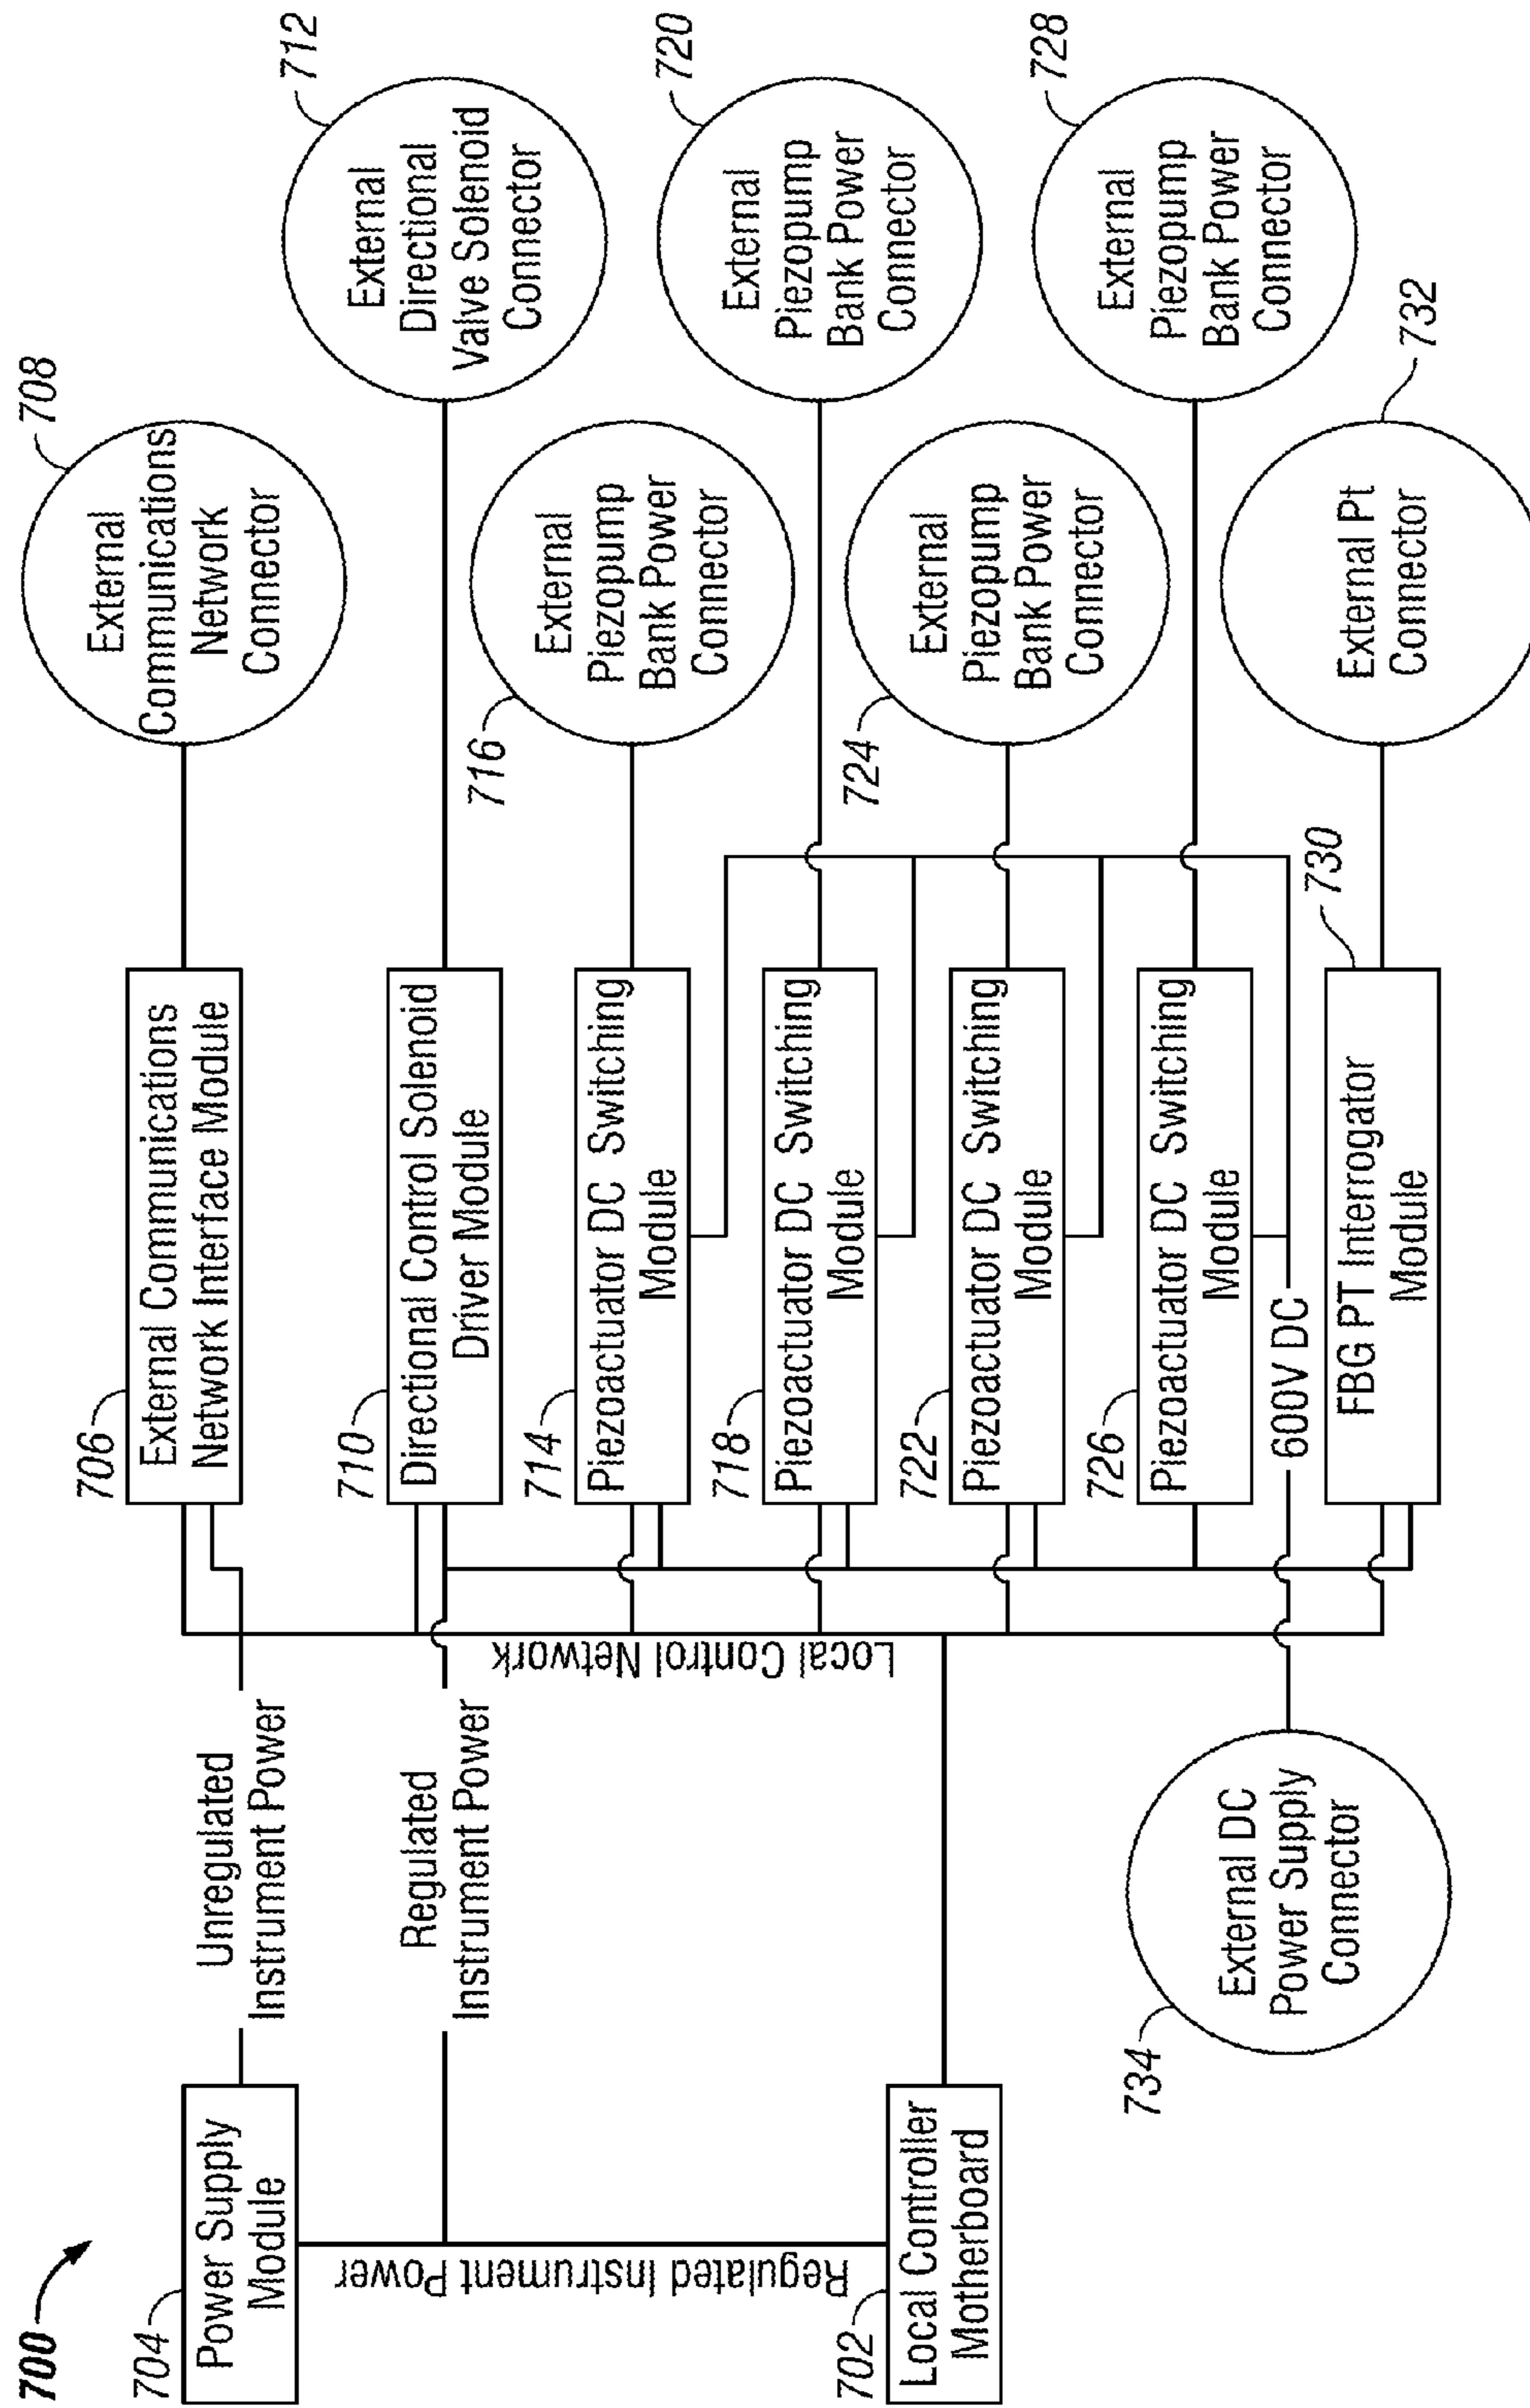 700
704
Power Supply
Module
Unregulated
Instrument Power
Regulated
Instrument Power
Regulated Instrument Power
702
Local Controller
Motherboard
Local Control Network
734
External DC
Power Supply
Connector
706
External Communications
Network Interface Module
708
External
Communications
Network
Connector
710
Directional Control Solenoid
Driver Module
712
External
Directional
Valve Solenoid
Connector
714
Piezoactuator DC Switching
Module
716
External
Piezopump
Bank Power
Connector
718
Piezoactuator DC Switching
Module
720
External
Piezopump
Bank Power
Connector
722
Piezoactuator DC Switching
Module
724
External
Piezopump
Bank Power
Connector
726
Piezoactuator DC Switching
Module
728
External
Piezopump
Bank Power
Connector
600V DC
730
FBG PT Interrogator
Module
732
External Pt
Connector